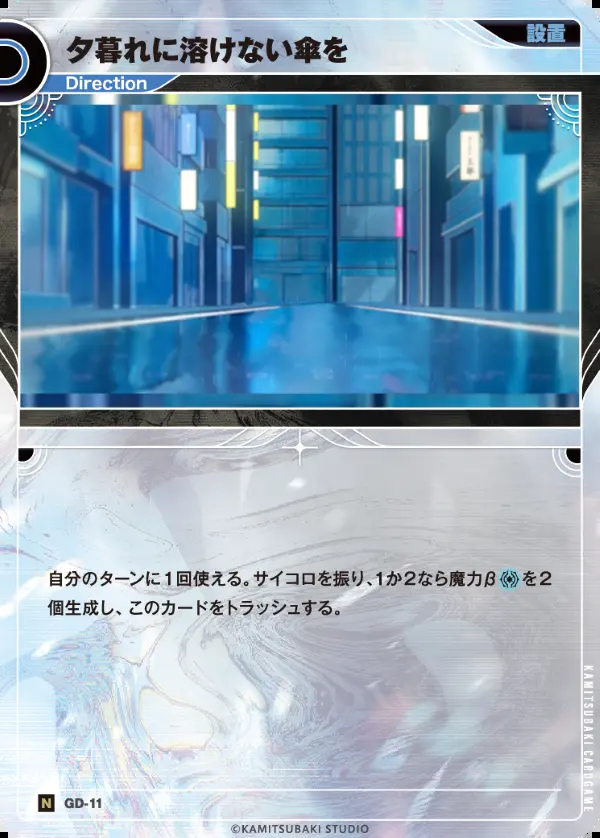 設置
夕暮れに溶けない傘を
Direction
自分のターンに1回使える。サイコロを振り、1か2なら魔力βを2
個生成し、このカードをトラッシュする。
KAMITSUBAKI CARDGAME
N GD-11
©KAMITSUBAKI STUDIO